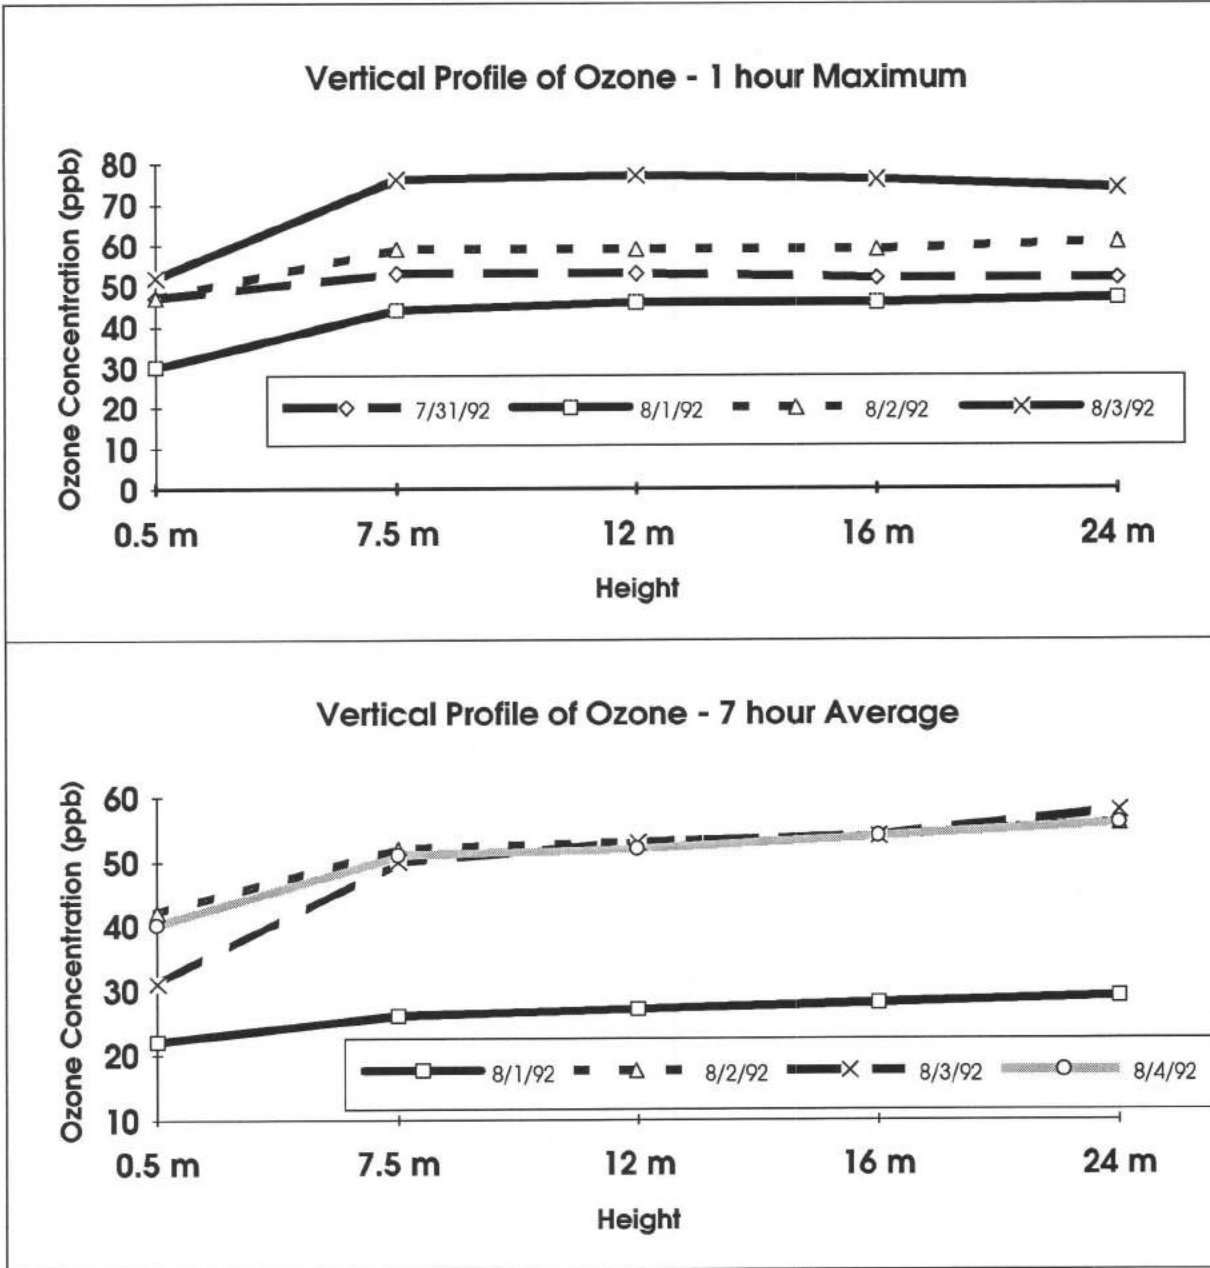 Vertical Profile of Ozone - 1 hour Maximum
Ozone Concentration (ppb)
80
70
60
50
40
30
20
10
0
7/31/92 8/1/92 8/2/92 8/3/92
0.5 m 7.5 m 12 m 16 m 24 m
Height
Vertical Profile of Ozone - 7 hour Average
Ozone Concentration (ppb)
60
50
40
30
20
10
8/1/92 8/2/92 8/3/92 8/4/92
0.5 m 7.5 m 12 m 16 m 24 m
Height